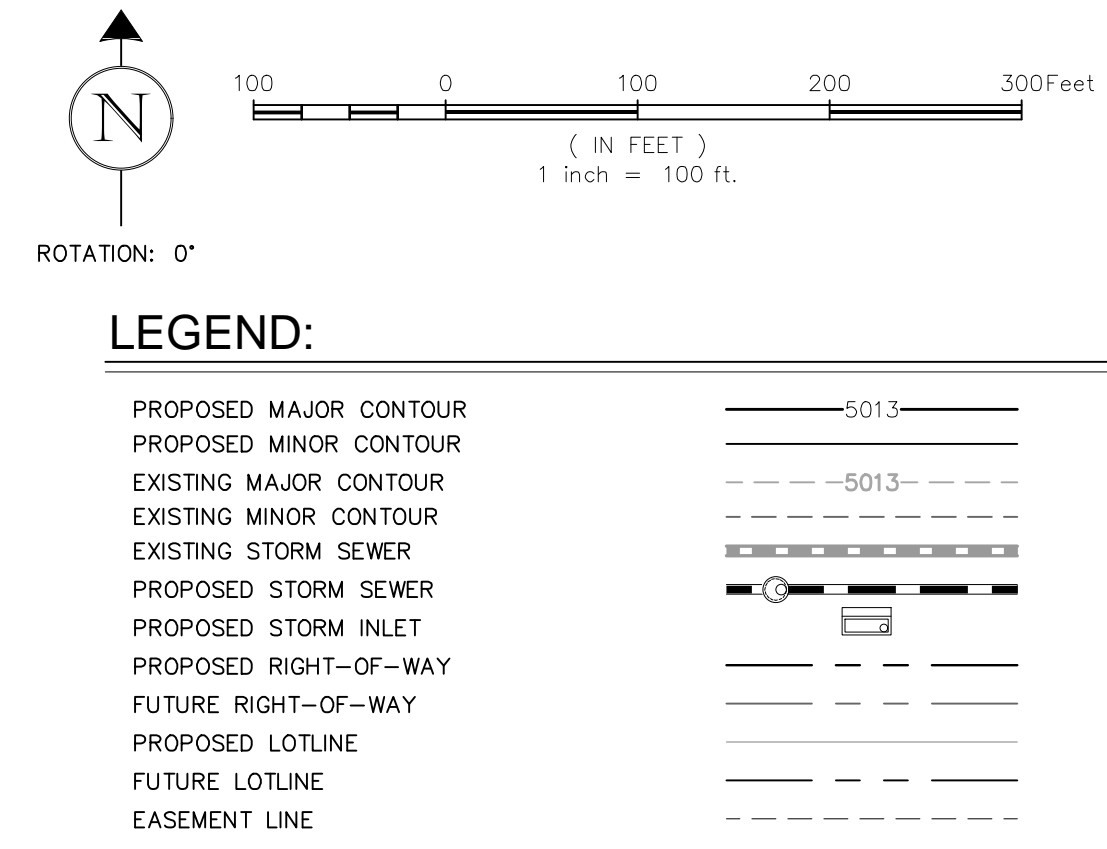 100 0 100 200 300Feet
N
( IN FEET )
1 inch = 100 ft.
ROTATION: 0°
LEGEND:
PROPOSED MAJOR CONTOUR 5013
PROPOSED MINOR CONTOUR
EXISTING MAJOR CONTOUR 5013
EXISTING MINOR CONTOUR
EXISTING STORM SEWER
PROPOSED STORM SEWER
PROPOSED STORM INLET
PROPOSED RIGHT-OF-WAY
FUTURE RIGHT-OF-WAY
PROPOSED LOTLINE
FUTURE LOTLINE
EASEMENT LINE